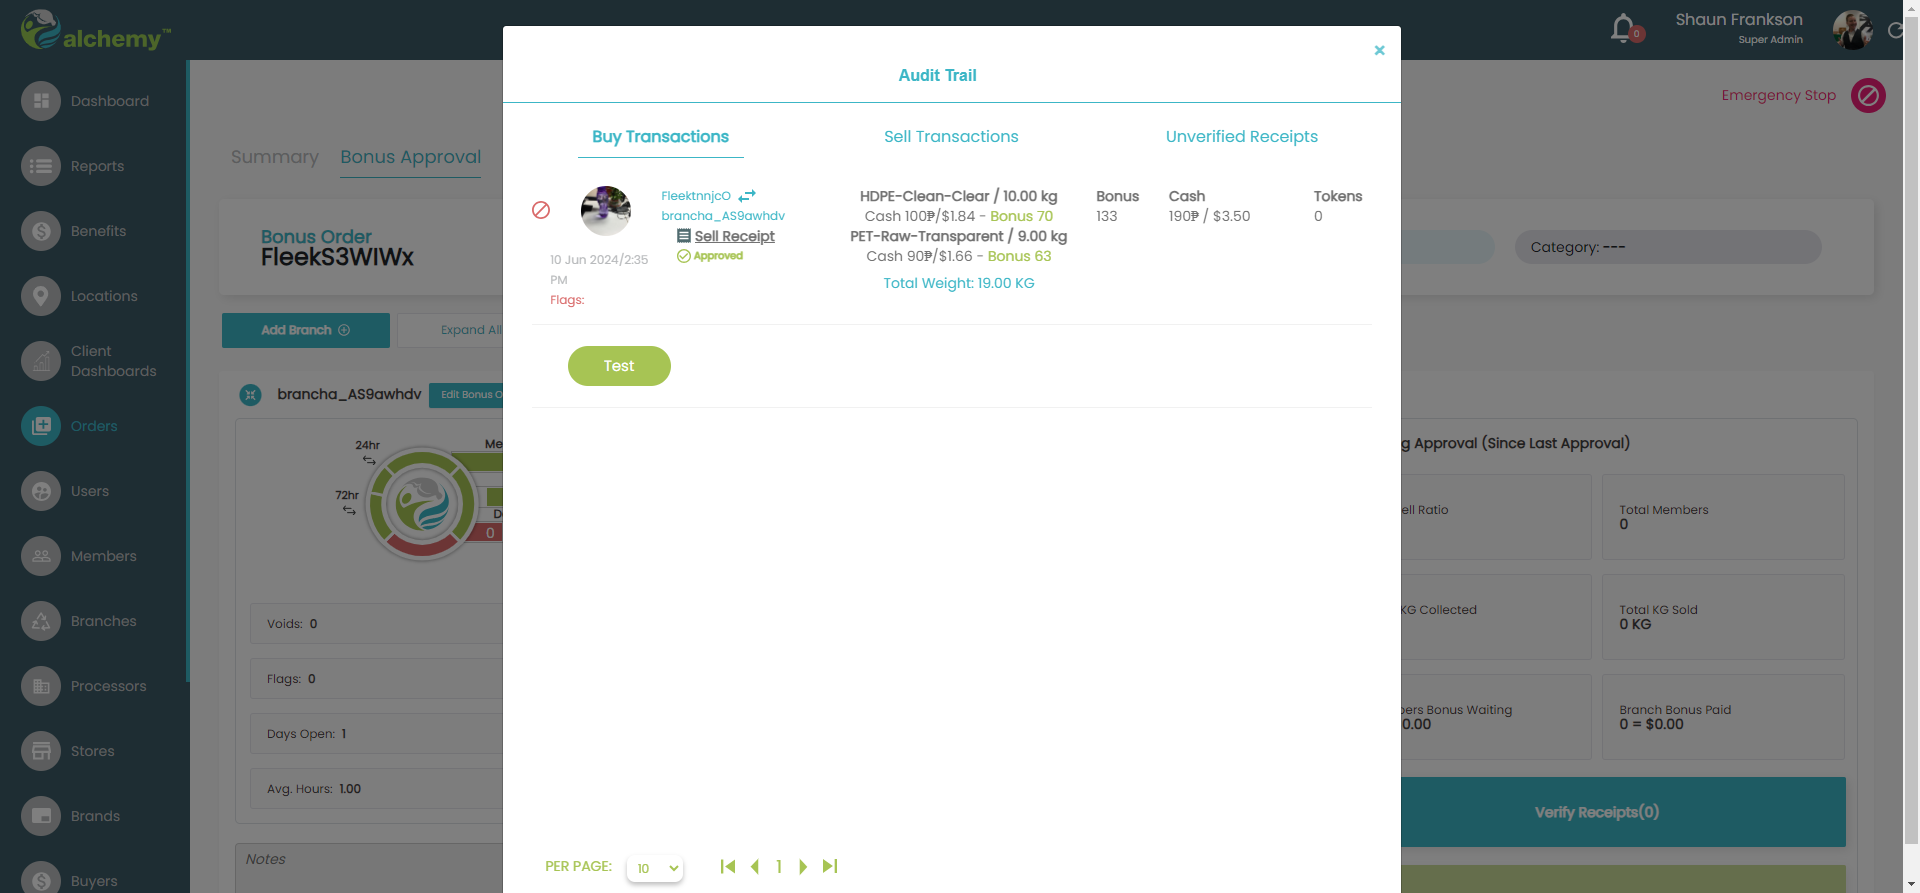 alchemy™
0
Shaun Frankson
Super Admin
Dashboard
Reports
Benefits
Locations
Client
Dashboards
Orders
Users
Members
Branches
Processors
Stores
Brands
Buyers
Emergency Stop
Summary
Bonus Approval
Bonus Order
FleekS3WIWx
Category: ---
Add Branch
Expand All
brancha_AS9awhdv
Edit Bonus O
24hr
72hr
Me
D
0
Voids: 0
Flags: 0
Days Open: 1
Avg. Hours: 1.00
Notes
Audit Trail
×
Buy Transactions
Sell Transactions
Unverified Receipts
FleektnnjcO
brancha_AS9awhdv
Sell Receipt
Approved
10 Jun 2024/2:35
PM
Flags:
HDPE-Clean-Clear / 10.00 kg
Cash 100₱/$1.84 - Bonus 70
PET-Raw-Transparent / 9.00 kg
Cash 90₱/$1.66 - Bonus 63
Total Weight: 19.00 KG
Bonus
133
Cash
190₱ / $3.50
Tokens
0
Test
PER PAGE:
10
1
g Approval (Since Last Approval)
ell Ratio
Total Members
0
KG Collected
Total KG Sold
0 KG
bers Bonus Waiting
0.00
Branch Bonus Paid
0 = $0.00
Verify Receipts(0)